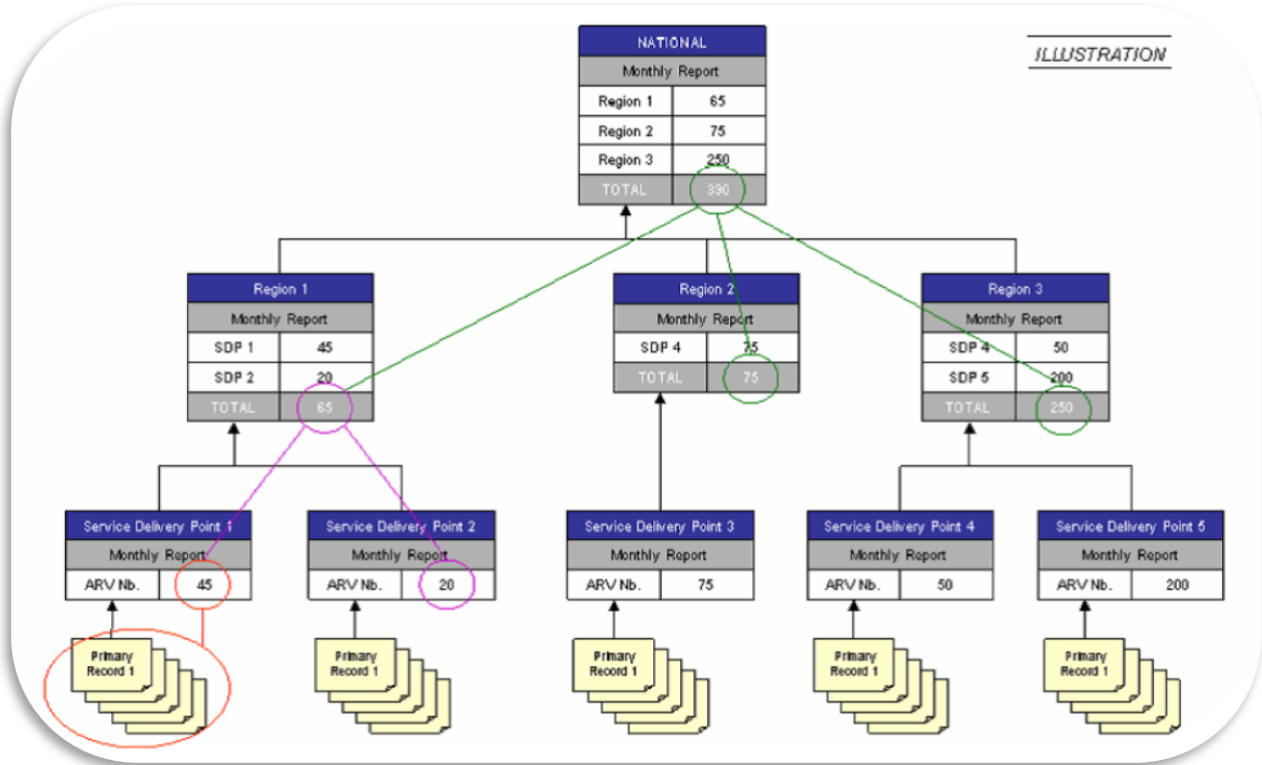 ILLUSTRATION
NATIONAL
Monthly Report
Region 1 65
Region 2 75
Region 3 250
TOTAL 390
Region 1
Monthly Report
SDP 1 45
SDP 2 20
TOTAL 65
Region 2
Monthly Report
SDP 4 75
TOTAL 75
Region 3
Monthly Report
SDP 4 50
SDP 5 200
TOTAL 250
Service Delivery Point 1
Monthly Report
ARV Nb. 45
Primary
Record 1
Service Delivery Point 2
Monthly Report
ARV Nb. 20
Primary
Record 1
Service Delivery Point 3
Monthly Report
ARV Nb. 75
Primary
Record 1
Service Delivery Point 4
Monthly Report
ARV Nb. 50
Primary
Record 1
Service Delivery Point 5
Monthly Report
ARV Nb. 200
Primary
Record 1